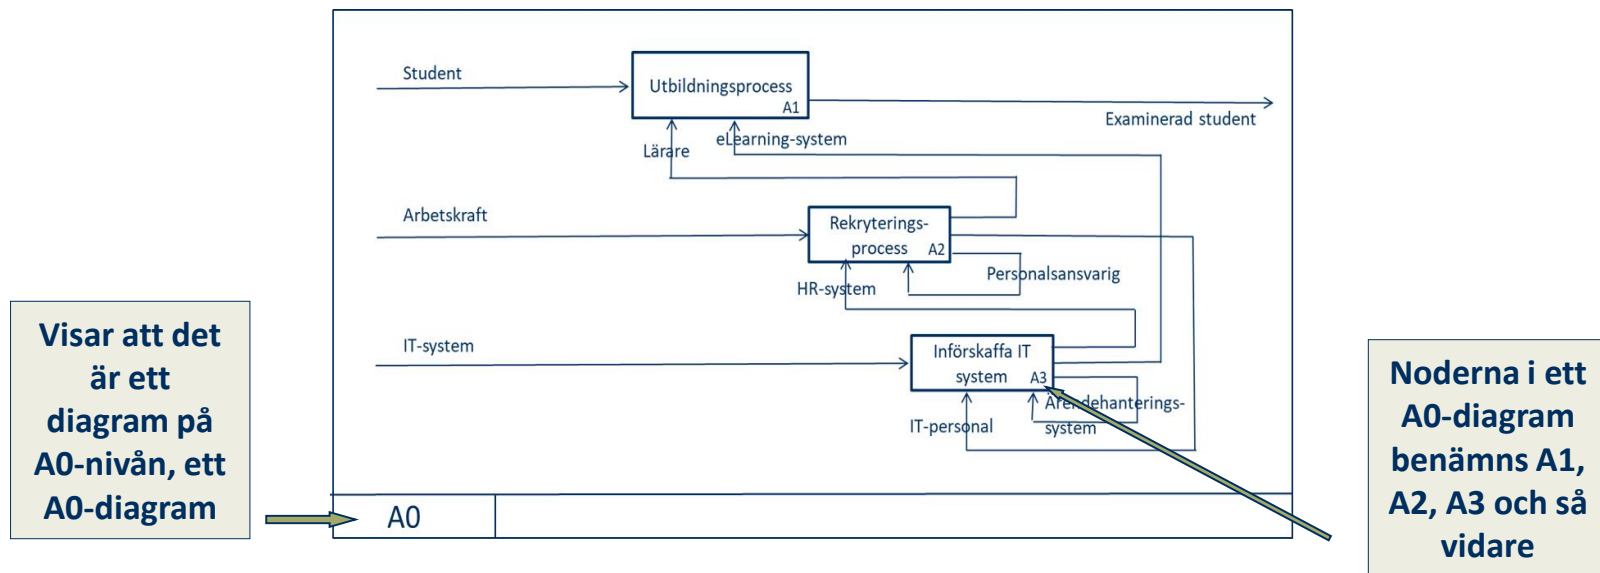 Student
Utbildningsprocess
A1
Examinerad student
Lärare
eLearning-system
Arbetskraft
Rekryterings-
process A2
Personalsansvarig
HR-system
IT-system
Införskaffa IT
system A3
Ärendehanterings-
system
IT-personal
A0
Visar att det
är ett
diagram på
A0-nivån, ett
A0-diagram
Noderna i ett
A0-diagram
benämns A1,
A2, A3 och så
vidare